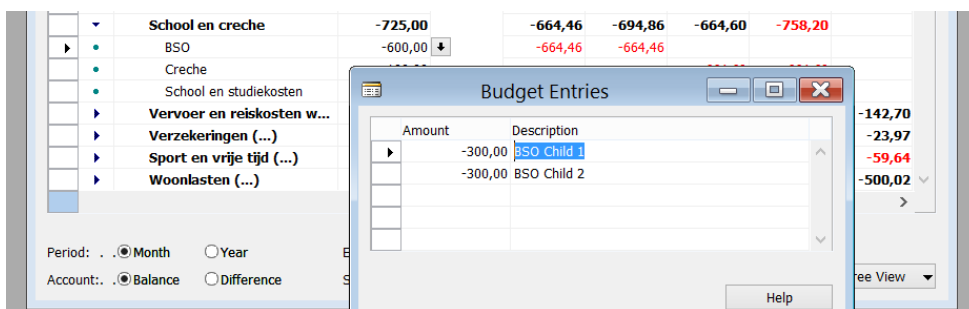 School en creche -725,00 -664,46 -694,86 -664,60 -758,20
BSO -600,00 -664,46 -664,46
Creche
School en studiekosten
Vervoer en reiskosten w... -142,70
Verzekeringen (...) -23,97
Sport en vrije tijd (...) -59,64
Woonlasten (...) -500,02
Budget Entries
Amount Description
-300,00 BSO Child 1
-300,00 BSO Child 2
Help
Period: . . Month Year
Account:. . Balance Difference
ree View